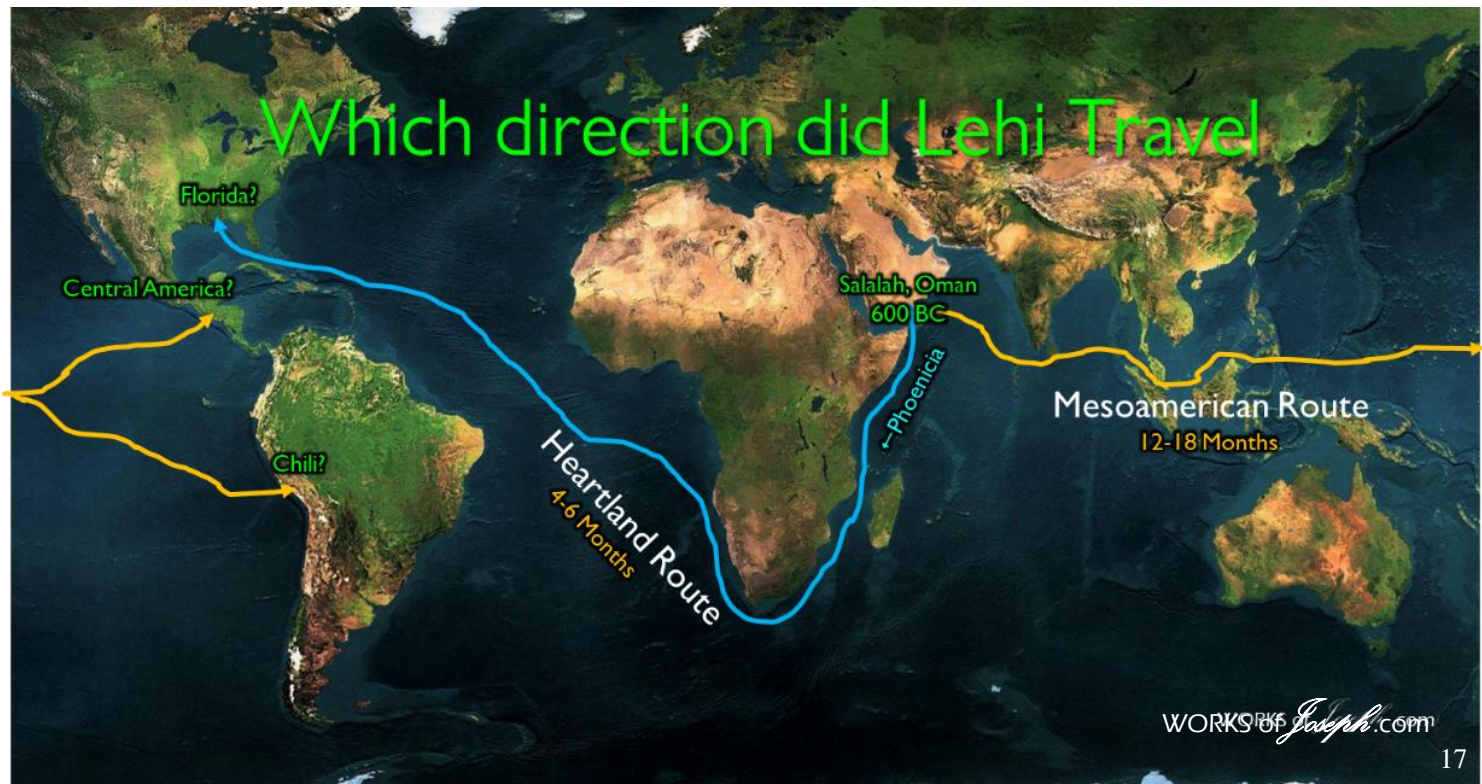 Which direction did Lehi Travel
Florida?
Central America?
Salalah, Oman
600 BC
←Phoenicia
Mesoamerican Route
12-18 Months
Heartland Route
4-6 Months
Chili?
WORKS of Joseph.com
17